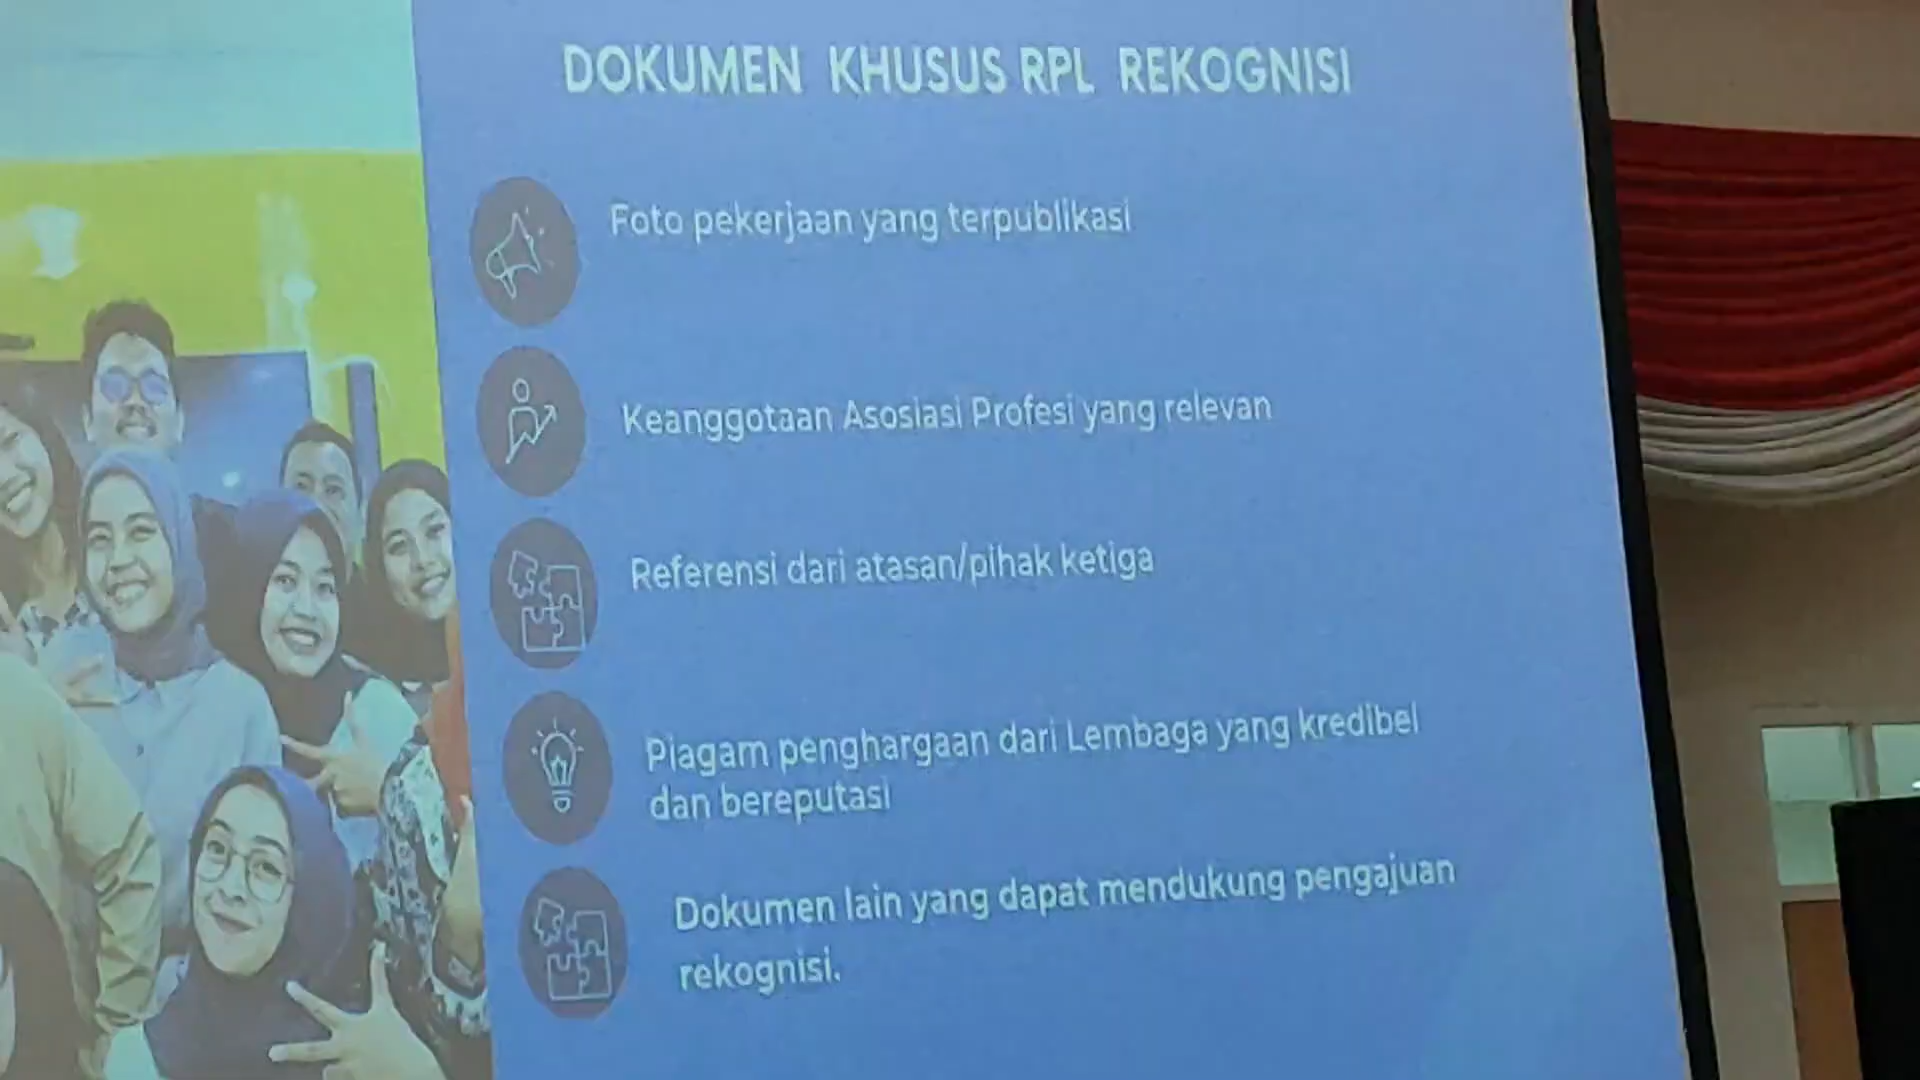 DOKUMEN KHUSUS RPL REKOGNISI
Foto pekerjaan yang terpublikasi
Keanggotaan Asosiasi Profesi yang relevan
Referensi dari atasan/pihak ketiga
Piagam penghargaan dari Lembaga yang kredibel
dan bereputasi
Dokumen lain yang dapat mendukung pengajuan
rekognisi.